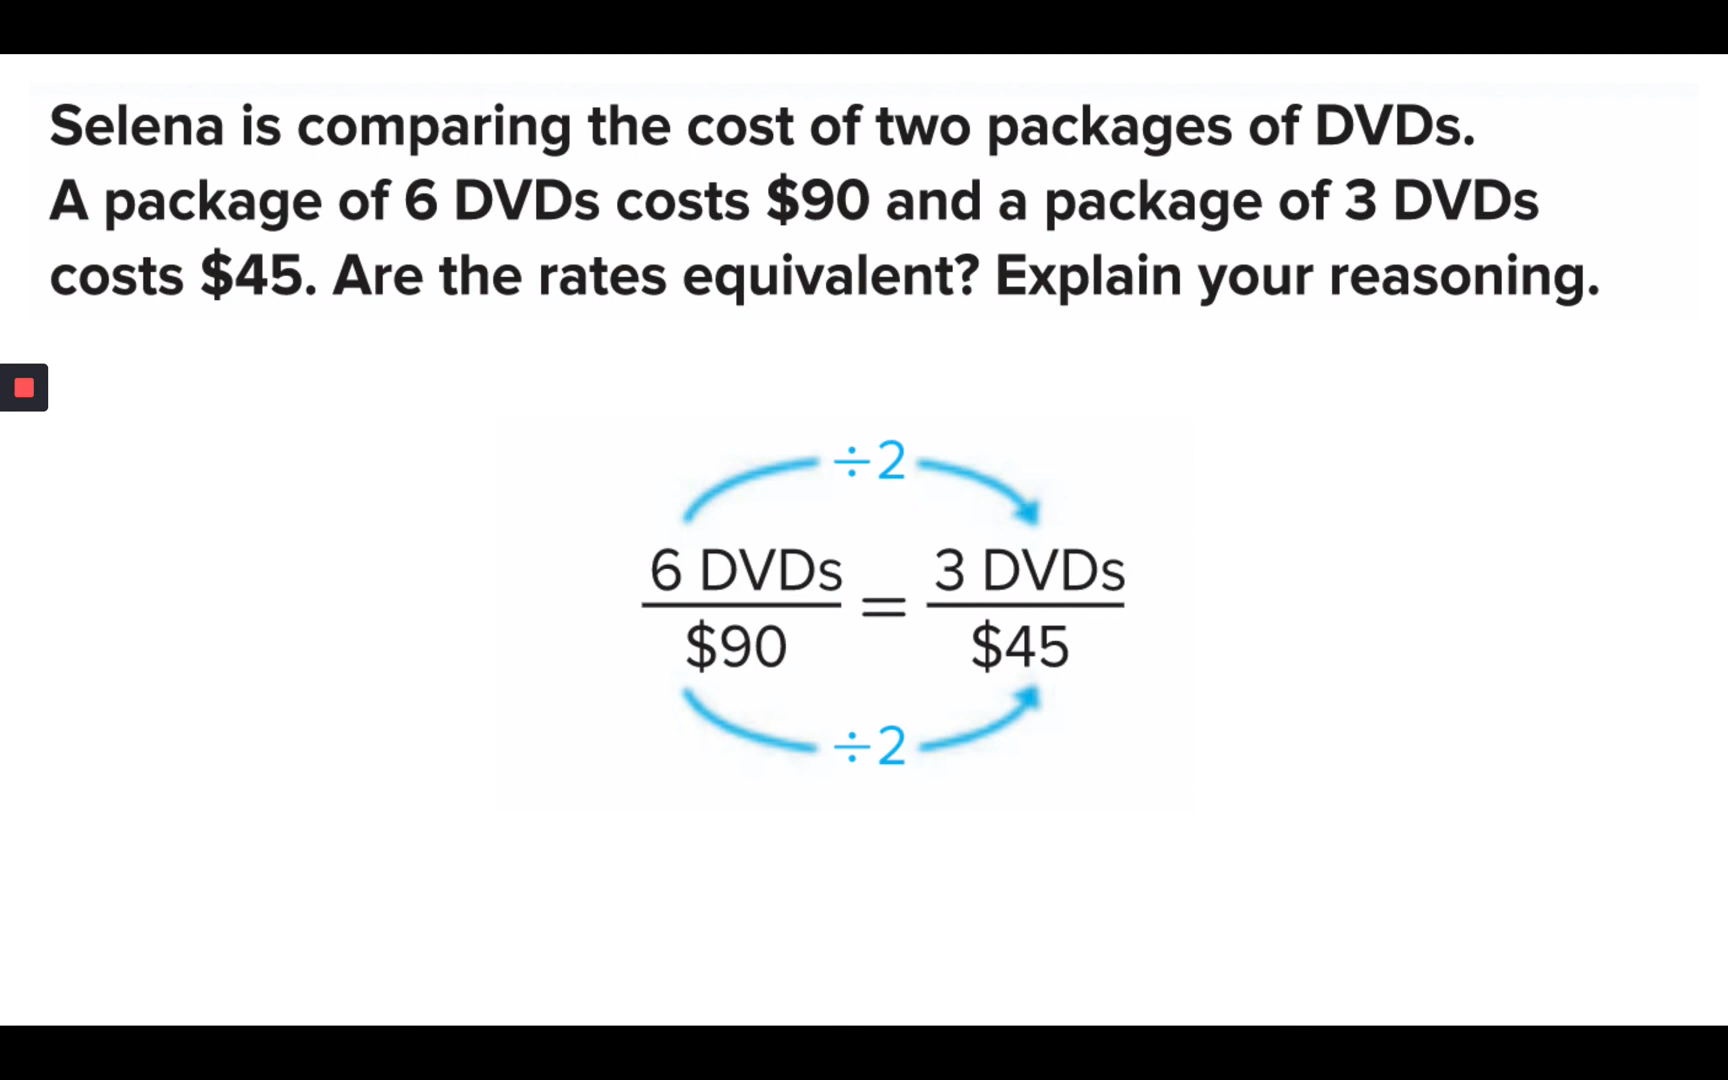 Selena is comparing the cost of two packages of DVDs.
A package of 6 DVDs costs $90 and a package of 3 DVDs
costs $45. Are the rates equivalent? Explain your reasoning.
÷2
6 DVDs = 3 DVDs
$90 $45
÷2